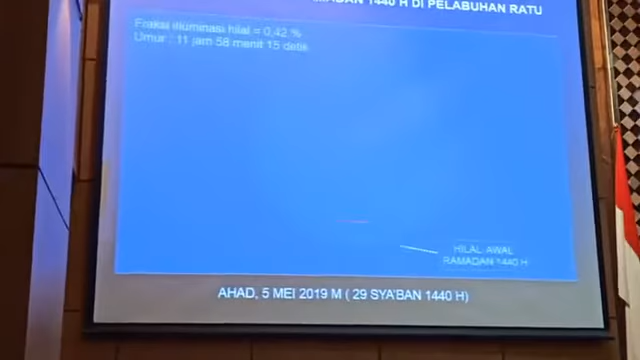 RAMADAN 1440 H DI PELABUHAN RATU
Fraksi illuminasi hilal = 0,42 %
Umur : 11 jam 58 menit 15 detik
HILAL AWAL
RAMADAN 1440 H
AHAD, 5 MEI 2019 M ( 29 SYA'BAN 1440 H)